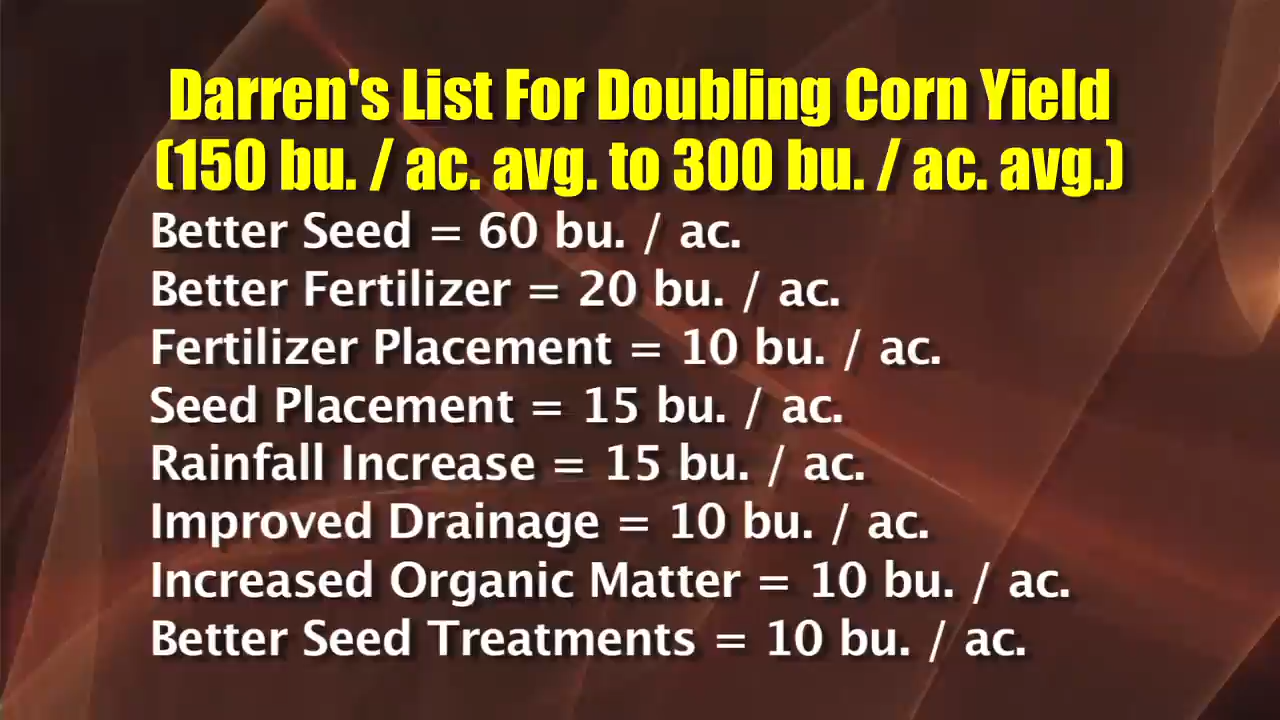 Darren's List For Doubling Corn Yield
(150 bu. / ac. avg. to 300 bu. / ac. avg.)
Better Seed = 60 bu. / ac.
Better Fertilizer = 20 bu. / ac.
Fertilizer Placement = 10 bu. / ac.
Seed Placement = 15 bu. / ac.
Rainfall Increase = 15 bu. / ac.
Improved Drainage = 10 bu. / ac.
Increased Organic Matter = 10 bu. / ac.
Better Seed Treatments = 10 bu. / ac.